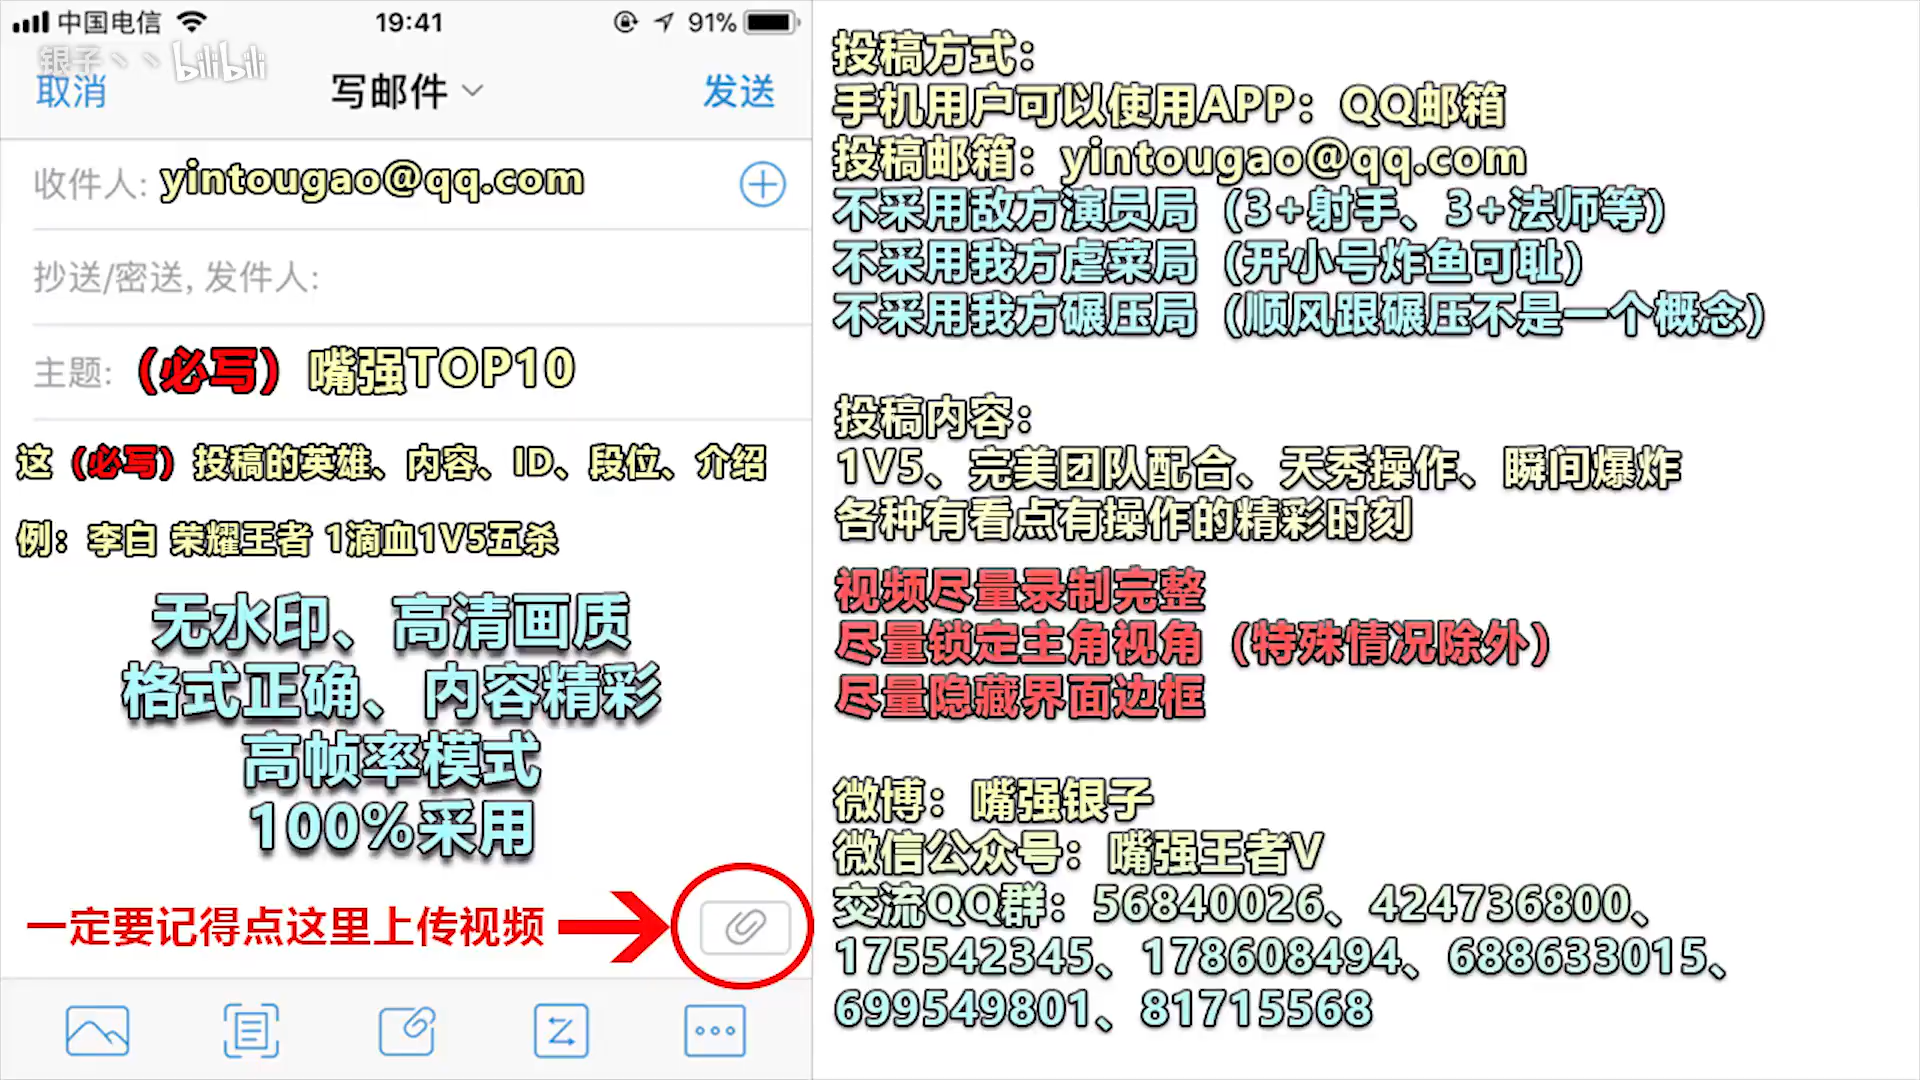 中国电信
19:41
91%
银子丶丶 bilibili
取消
写邮件
发送
收件人: yintougao@qq.com
抄送/密送, 发件人:
主题: （必写）嘴强TOP10
这（必写）投稿的英雄、内容、ID、段位、介绍
例：李白 荣耀王者 1滴血1V5五杀
无水印、高清画质
格式正确、内容精彩
高帧率模式
100%采用
一定要记得点这里上传视频
投稿方式：
手机用户可以使用APP：QQ邮箱
投稿邮箱：yintougao@qq.com
不采用敌方演员局（3+射手、3+法师等）
不采用我方虐菜局（开小号炸鱼可耻）
不采用我方碾压局（顺风跟碾压不是一个概念）
投稿内容：
1V5、完美团队配合、天秀操作、瞬间爆炸
各种有看点有操作的精彩时刻
视频尽量录制完整
尽量锁定主角视角（特殊情况除外）
尽量隐藏界面边框
微博：嘴强银子
微信公众号：嘴强王者V
交流QQ群：56840026、424736800、
175542345、178608494、688633015、
699549801、81715568